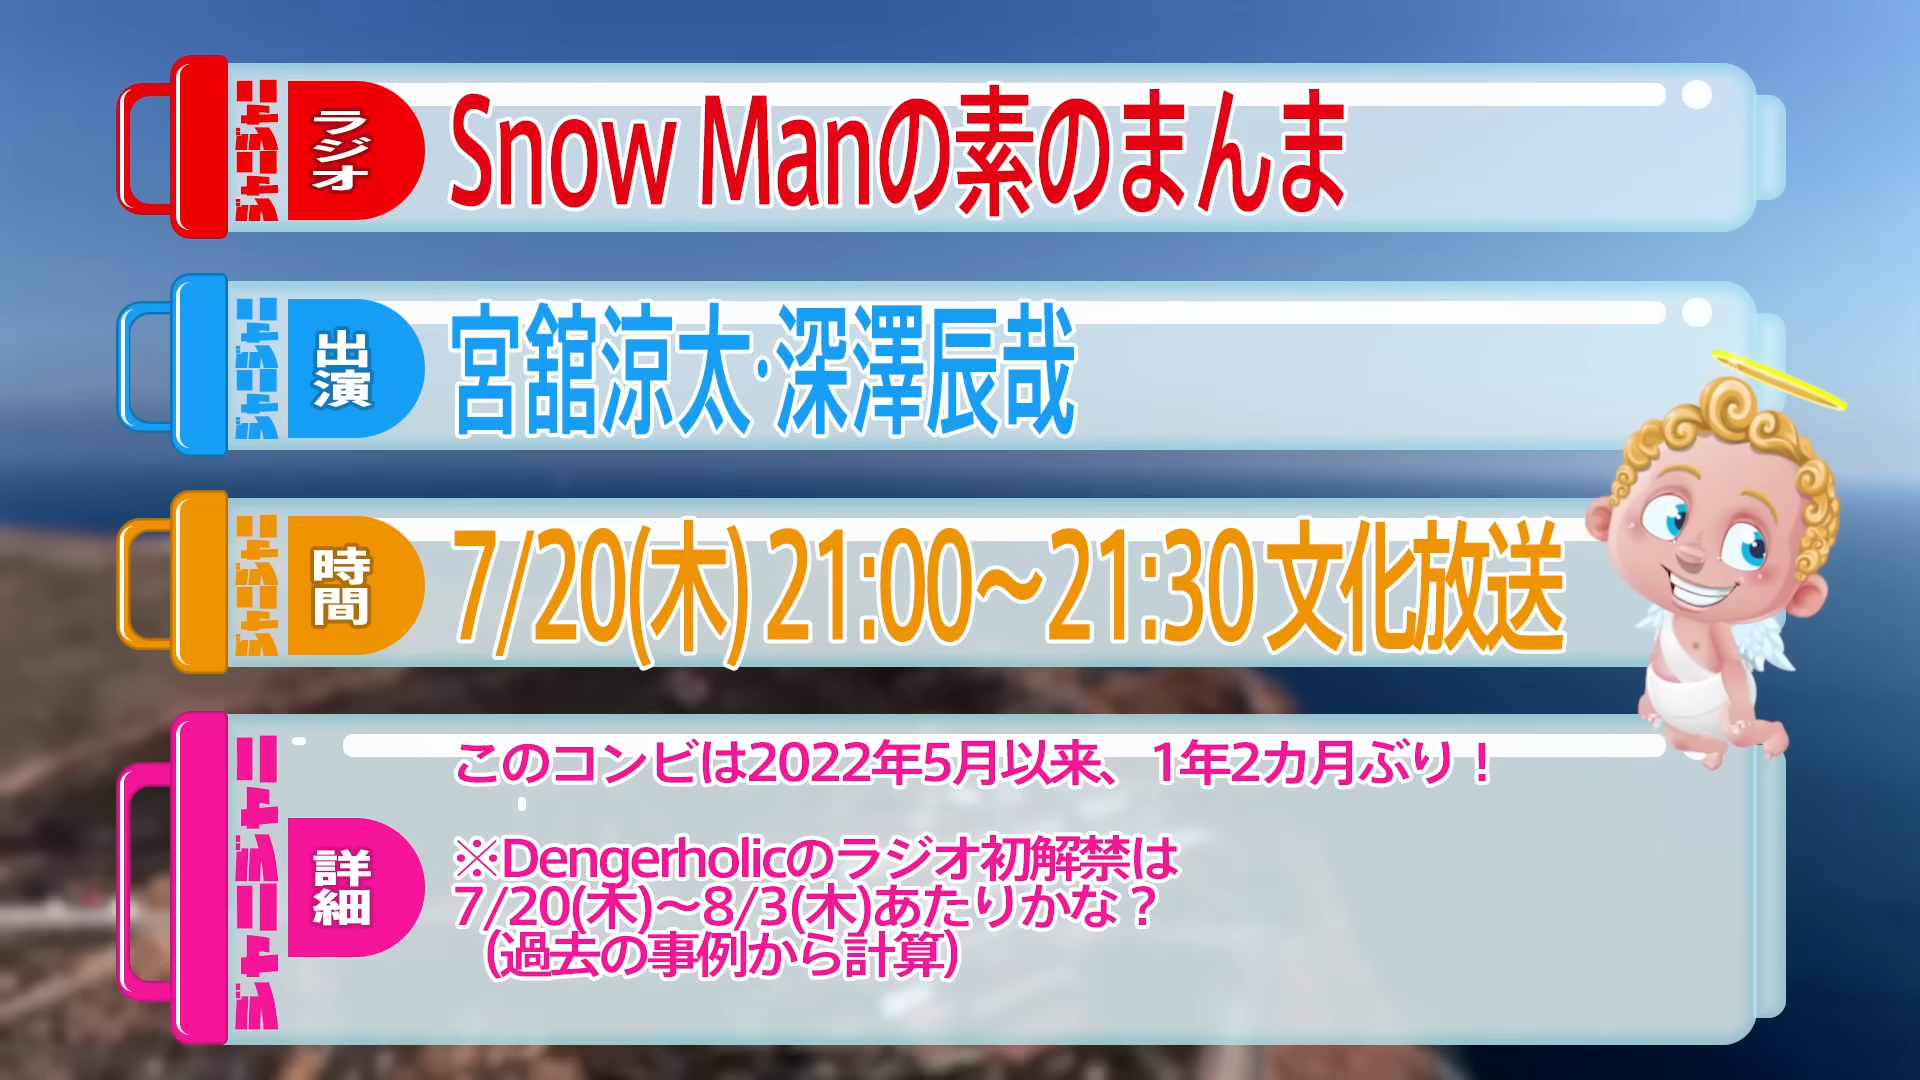 ラジオ
Snow Manの素のまんま
出演
宮舘涼太・深澤辰哉
時間
7/20(木) 21:00～21:30 文化放送
詳細
このコンビは2022年5月以来、1年2カ月ぶり！
※Dengerholicのラジオ初解禁は
7/20(木)～8/3(木)あたりかな？
（過去の事例から計算）